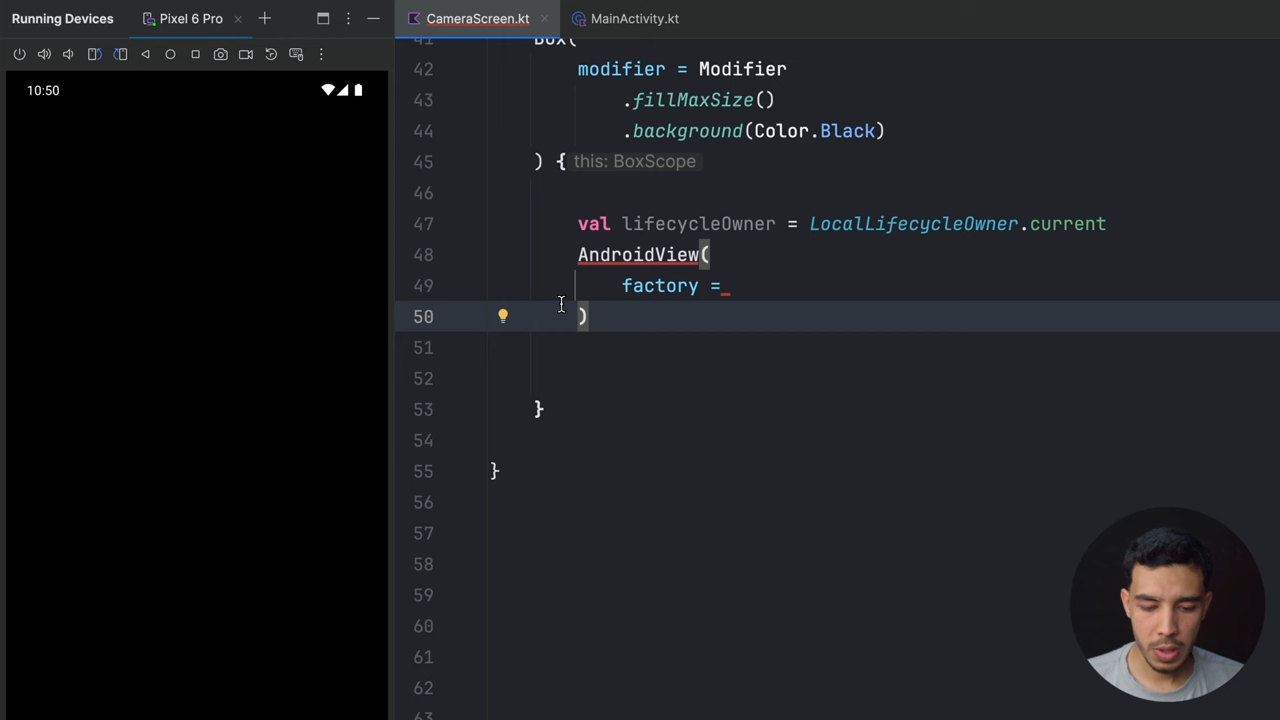 Running Devices
Pixel 6 Pro
CameraScreen.kt
MainActivity.kt
10:50
41 Box(
42 modifier = Modifier
43 .fillMaxSize()
44 .background(Color.Black)
45 ) { this: BoxScope
46
47 val lifecycleOwner = LocalLifecycleOwner.current
48 AndroidView(
49 factory =
50 )
51
52
53 }
54
55 }
56
57
58
59
60
61
62
63